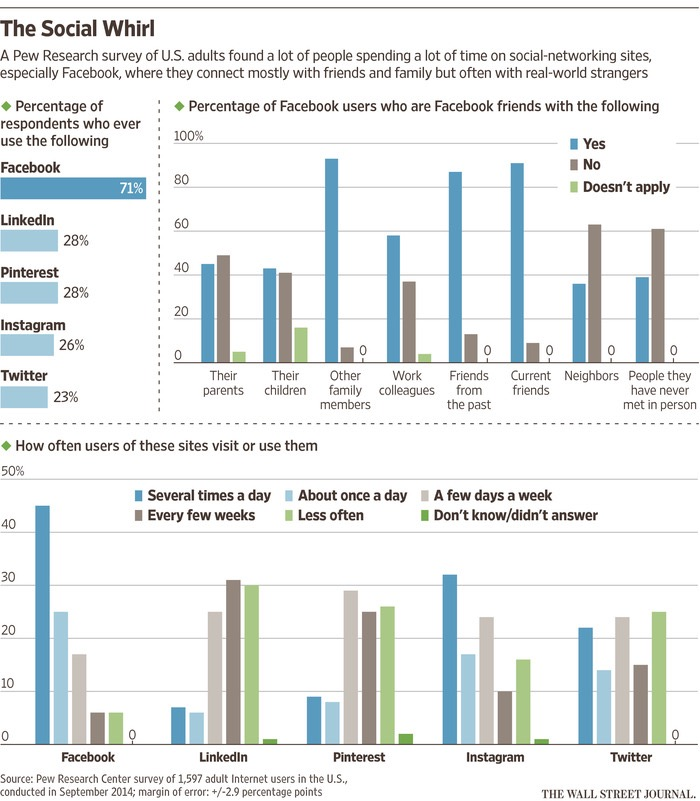 The Social Whirl
A Pew Research survey of U.S. adults found a lot of people spending a lot of time on social-networking sites,
especially Facebook, where they connect mostly with friends and family but often with real-world strangers
Percentage of
respondents who ever
use the following
Facebook
71%
LinkedIn
28%
Pinterest
28%
Instagram
26%
Twitter
23%
Percentage of Facebook users who are Facebook friends with the following
100%
80
60
40
20
0
Yes
No
Doesn't apply
0
0
0
0
0
Their
parents
Their
children
Other
family
members
Work
colleagues
Friends
from
the past
Current
friends
Neighbors
People they
have never
met in person
How often users of these sites visit or use them
50%
40
30
20
10
0
Several times a day
About once a day
A few days a week
Every few weeks
Less often
Don't know/didn't answer
0
0
Facebook
LinkedIn
Pinterest
Instagram
Twitter
Source: Pew Research Center survey of 1,597 adult Internet users in the U.S.,
conducted in September 2014; margin of error: +/-2.9 percentage points
THE WALL STREET JOURNAL.